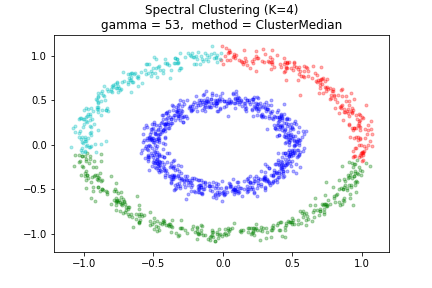 Spectral Clustering (K=4)
gamma = 53,  method = ClusterMedian
1.0
0.5
0.0
−0.5
−1.0
−1.0 −0.5 0.0 0.5 1.0